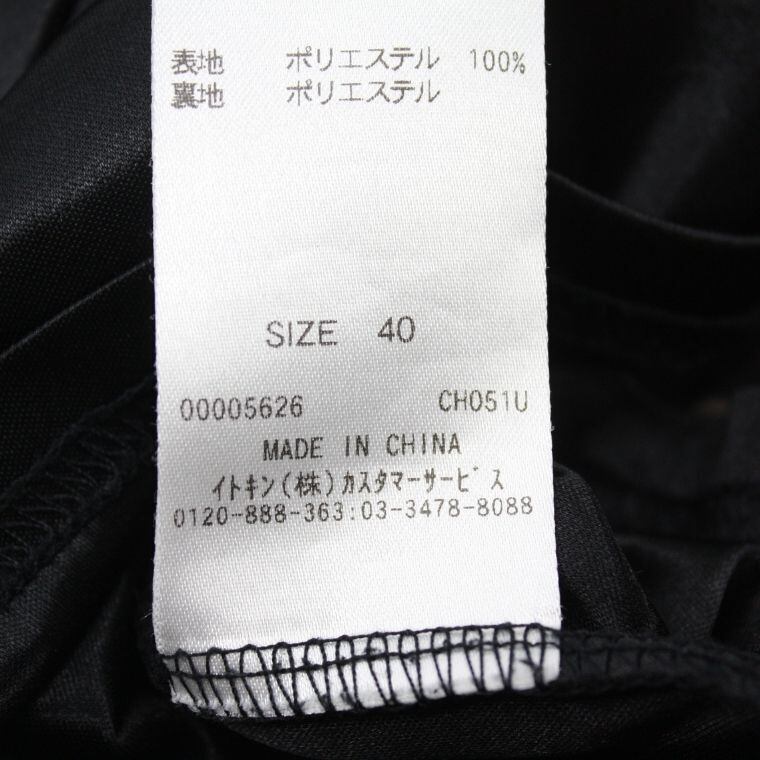 表地 ポリエステル 100%
裏地 ポリエステル
SIZE 40
00005626 CH051U
MADE IN CHINA
イトキン(株)カスタマーサービス
0120-888-363:03-3478-8088